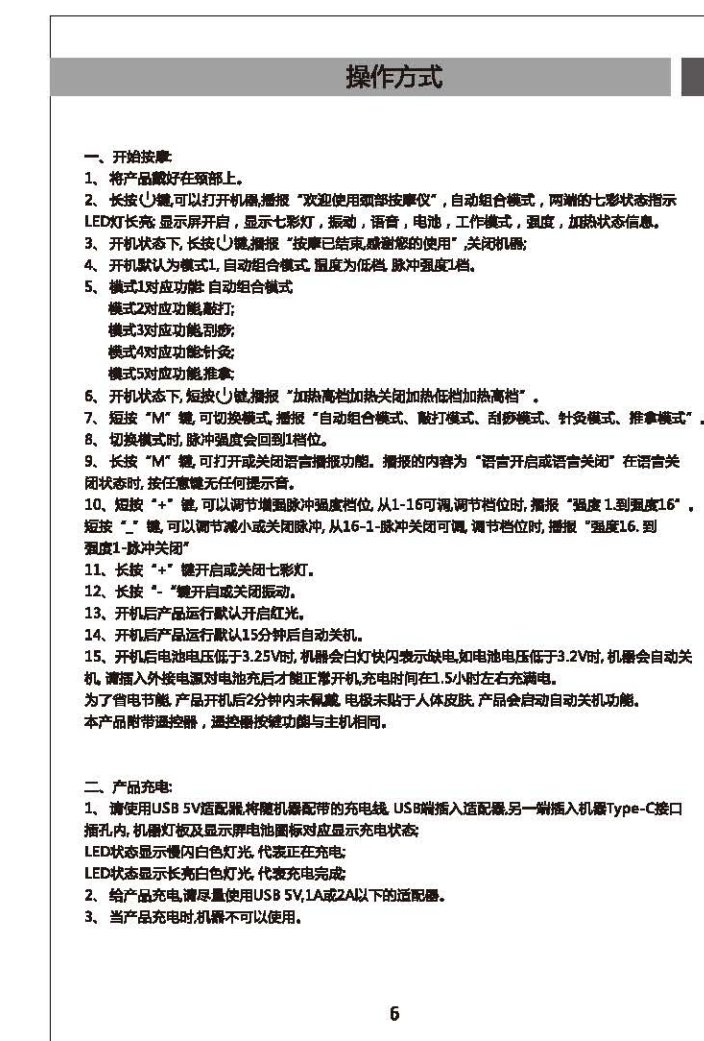 操作方式
一、开始按摩:
1、 将产品戴好在颈部上。
2、 长按键,可以打开机器,播报 "欢迎使用颈部按摩仪" , 自动组合模式 , 两端的七彩状态指示
LED灯长亮; 显示屏开启 , 显示七彩灯 , 振动 , 语音 , 电池 , 工作模式 , 强度 , 加热状态信息。
3、 开机状态下, 长按键,播报 "按摩已结束,感谢您的使用" ,关闭机器;
4、 开机默认为模式1, 自动组合模式, 温度为低档, 脉冲强度1档。
5、 模式1对应功能: 自动组合模式
模式2对应功能,敲打;
模式3对应功能,刮痧;
模式4对应功能:针灸;
模式5对应功能,推拿;
6、 开机状态下, 短按键,播报 "加热高档加热关闭加热低档加热高档" 。
7、 短按 "M" 键, 可切换模式, 播报 "自动组合模式、敲打模式、刮痧模式、针灸模式、推拿模式" 。
8、 切换模式时, 脉冲强度会回到1档位。
9、 长按 "M" 键, 可打开或关闭语言播报功能。播报的内容为 "语言开启或语言关闭" 在语言关
闭状态时, 按任意键无任何提示音。
10、短按 "+" 键, 可以调节增强脉冲强度档位, 从1-16可调,调节档位时, 播报 "强度 1.到强度16" 。
短按 "_" 键, 可以调节减小或关闭脉冲, 从16-1-脉冲关闭可调, 调节档位时, 播报 "强度16. 到
强度1-脉冲关闭"
11、长按 "+" 键开启或关闭七彩灯。
12、长按 "- "键开启或关闭振动。
13、开机后产品运行默认开启红光。
14、开机后产品运行默认15分钟后自动关机。
15、开机后电池电压低于3.25V时, 机器会白灯快闪表示缺电,如电池电压低于3.2V时, 机器会自动关
机, 请插入外接电源对电池充后才能正常开机,充电时间在1.5小时左右充满电。
为了省电节能, 产品开机后2分钟内未佩戴, 电极未贴于人体皮肤, 产品会启动自动关机功能。
本产品附带遥控器 , 遥控器按键功能与主机相同。
二、产品充电:
1、 请使用USB 5V适配器,将随机器配带的充电线, USB端插入适配器,另一端插入机器Type-C接口
插孔内, 机器灯板及显示屏电池图标对应显示充电状态;
LED状态显示慢闪白色灯光, 代表正在充电;
LED状态显示长亮白色灯光, 代表充电完成;
2、 给产品充电,请尽量使用USB 5V,1A或2A以下的适配器。
3、 当产品充电时,机器不可以使用。
6